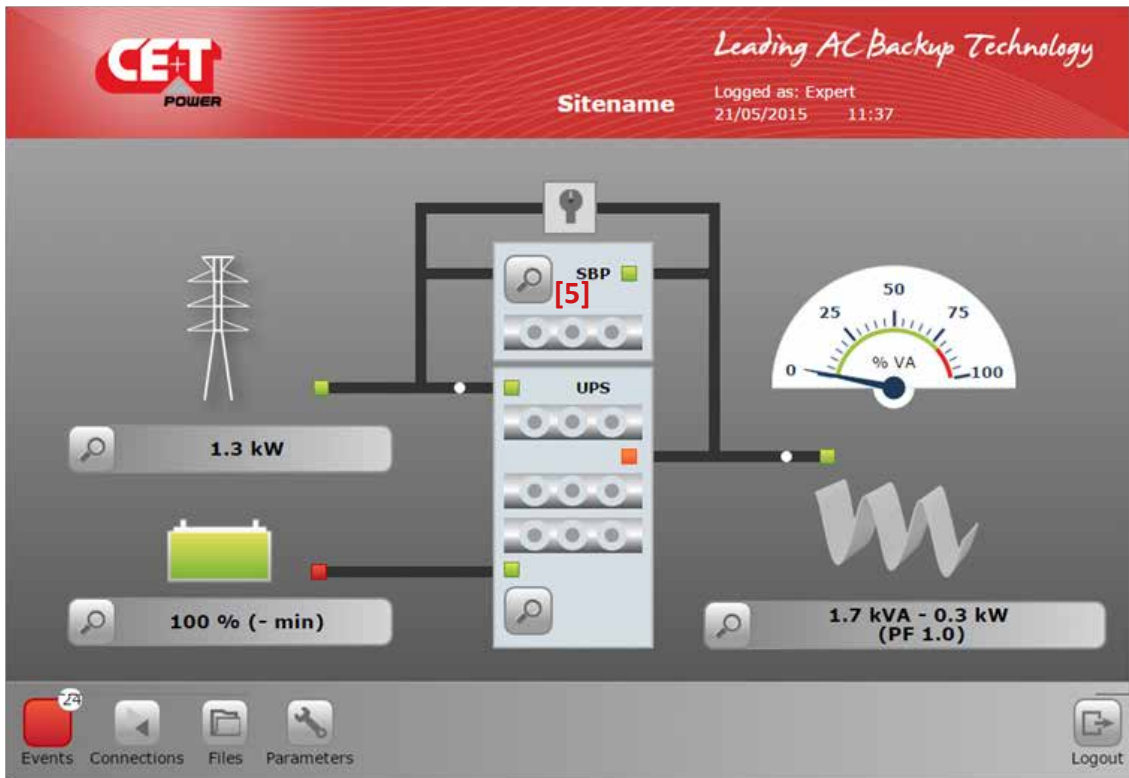 CE+T
POWER
Leading AC Backup Technology
Sitename
Logged as: Expert
21/05/2015 11:37
SBP
[5]
UPS
0
25
50
75
100
% VA
1.3 kW
100 % (- min)
1.7 kVA - 0.3 kW
(PF 1.0)
24
Events
Connections
Files
Parameters
Logout